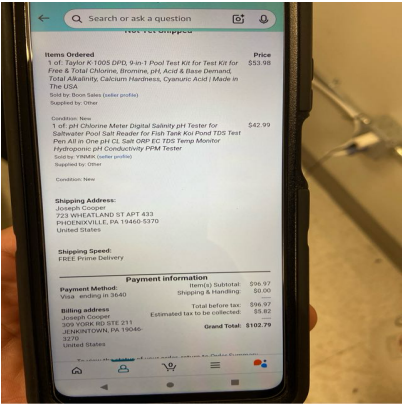 Search or ask a question
Not Yet Shipped
Items Ordered Price
1 of: Taylor K-1005 DPD, 9-in-1 Pool Test Kit for Test Kit for $53.98
Free & Total Chlorine, Bromine, pH, Acid & Base Demand,
Total Alkalinity, Calcium Hardness, Cyanuric Acid | Made in
The USA
Sold by: Boon Sales (seller profile)
Supplied by: Other
Condition: New
1 of: pH Chlorine Meter Digital Salinity pH Tester for $42.99
Saltwater Pool Salt Reader for Fish Tank Koi Pond TDS Test
Pen All in One pH CL Salt ORP EC TDS Temp Monitor
Hydroponic pH Conductivity PPM Tester
Sold by: YINMIK (seller profile)
Supplied by: Other
Condition: New
Shipping Address:
Joseph Cooper
723 WHEATLAND ST APT 433
PHOENIXVILLE, PA 19460-5370
United States
Shipping Speed:
FREE Prime Delivery
Payment information
Payment Method:
Visa ending in 3640
Billing address
Joseph Cooper
309 YORK RD STE 211
JENKINTOWN, PA 19046-
3270
United States
Item(s) Subtotal: $96.97
Shipping & Handling: $0.00
-----
Total before tax: $96.97
Estimated tax to be collected: $5.82
-----
Grand Total: $102.79